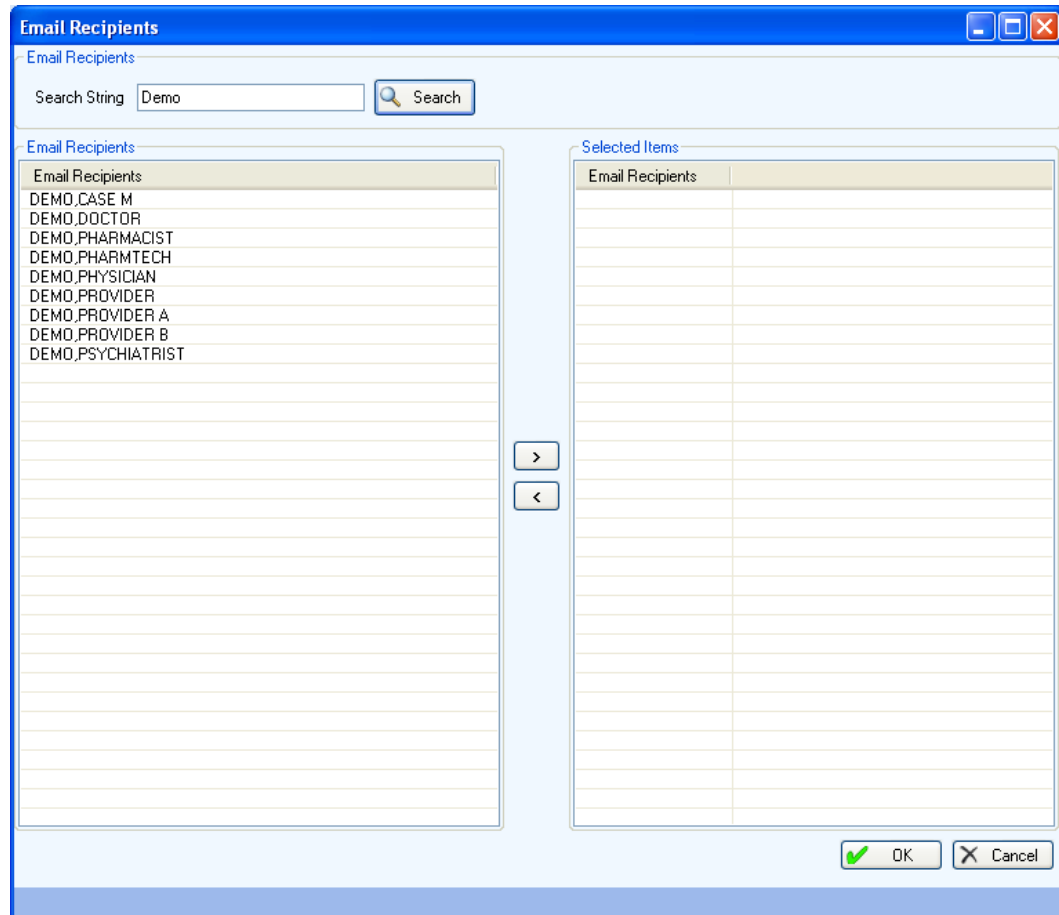 Email Recipients
Email Recipients
Search String Demo Search
Email Recipients
Email Recipients
DEMO,CASE M
DEMO,DOCTOR
DEMO,PHARMACIST
DEMO,PHARMTECH
DEMO,PHYSICIAN
DEMO,PROVIDER
DEMO,PROVIDER A
DEMO,PROVIDER B
DEMO,PSYCHIATRIST
>
<
Selected Items
Email Recipients
OK Cancel